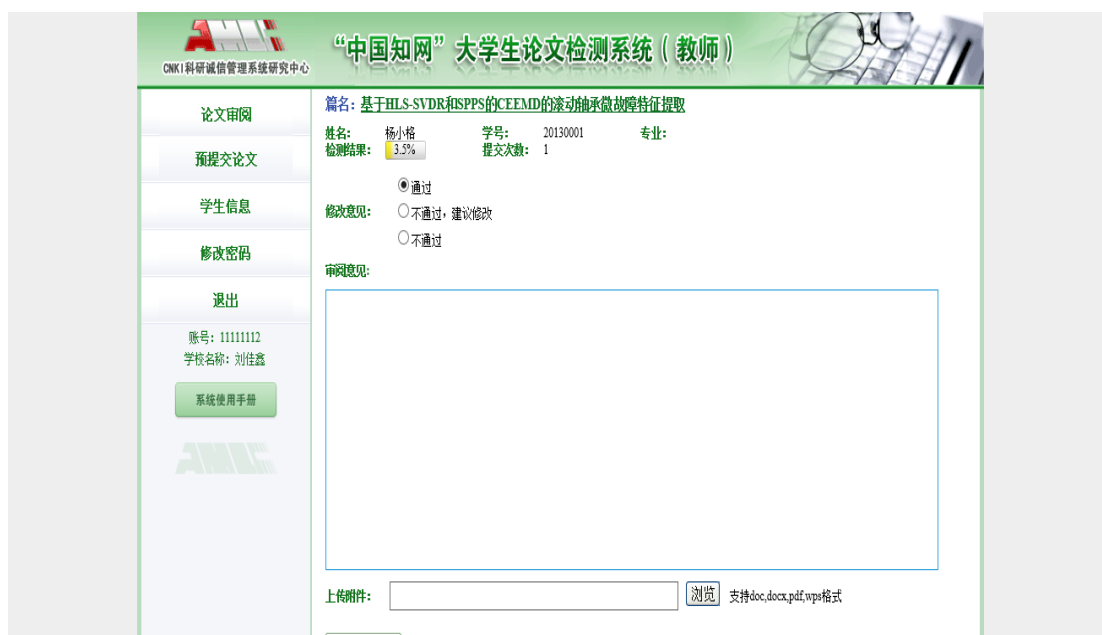 AMLC
CNKI科研诚信管理系统研究中心
“中国知网”大学生论文检测系统(教师)
论文审阅
预提交论文
学生信息
修改密码
退出
账号:11111112
学校名称:刘佳鑫
系统使用手册
AMLC
篇名:基于HLS-SVDR和SPPS的CEEMD的滚动轴承微故障特征提取
姓名: 杨小格 学号: 20130001 专业:
检测结果: 3.5% 提交次数: 1
通过
修改意见: 不通过,建议修改
不通过
审阅意见:
上传附件: 浏览 支持doc,docx,pdf,wps格式